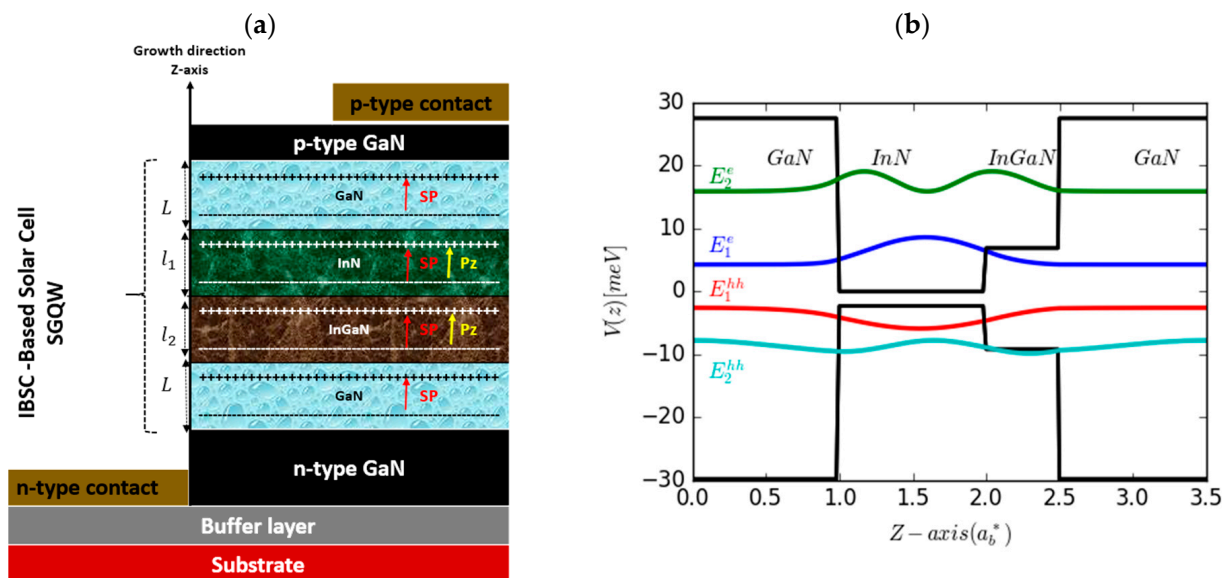 (a)
Growth direction
Z-axis
p-type contact
p-type GaN
IBSC -Based Solar Cell
SGQW
L
GaN
SP
l₁
InN
SP
Pz
l₂
InGaN
SP
Pz
L
GaN
SP
n-type GaN
n-type contact
Buffer layer
Substrate
(b)
V(z)[meV]
30
20
10
0
−10
−20
−30
GaN
InN
InGaN
GaN
E₂ᵉ
E₁ᵉ
E₁ʰʰ
E₂ʰʰ
0.0 0.5 1.0 1.5 2.0 2.5 3.0 3.5
Z − axis(a_b*)